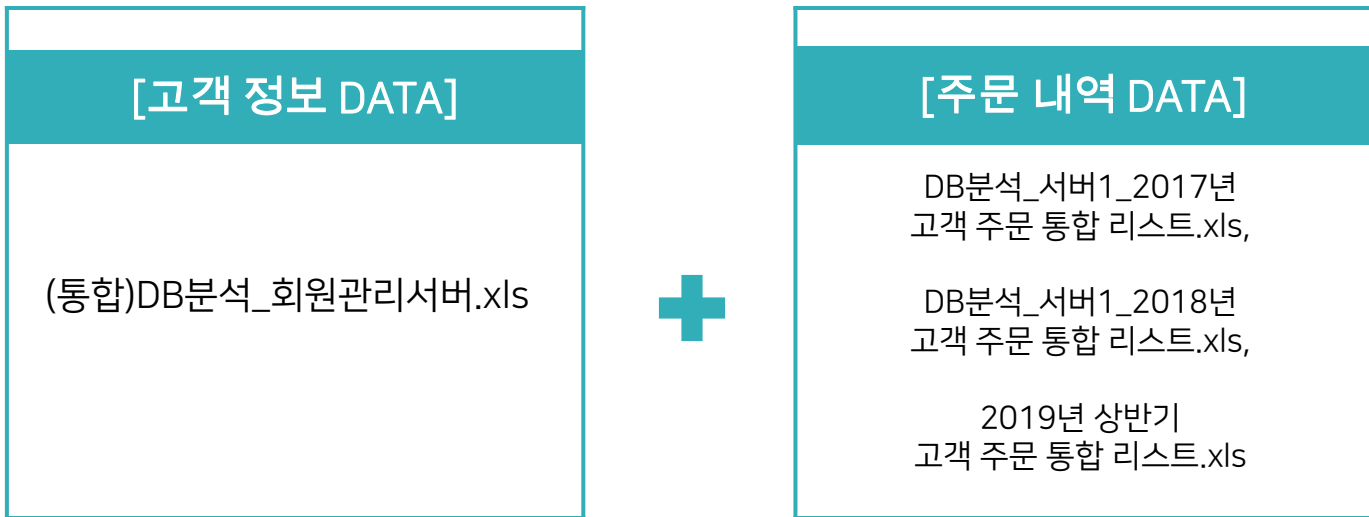 [고객 정보 DATA]
(통합)DB분석_회원관리서버.xls
[주문 내역 DATA]
DB분석_서버1_2017년
고객 주문 통합 리스트.xls,
DB분석_서버1_2018년
고객 주문 통합 리스트.xls,
2019년 상반기
고객 주문 통합 리스트.xls